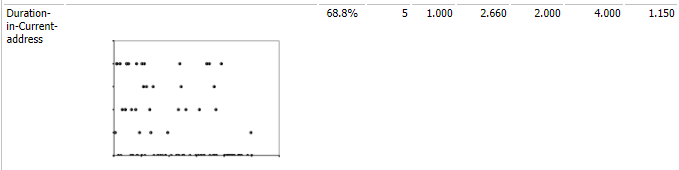 Duration- 68.8% 5 1.000 2.660 2.000 4.000 1.150
in-Current-
address